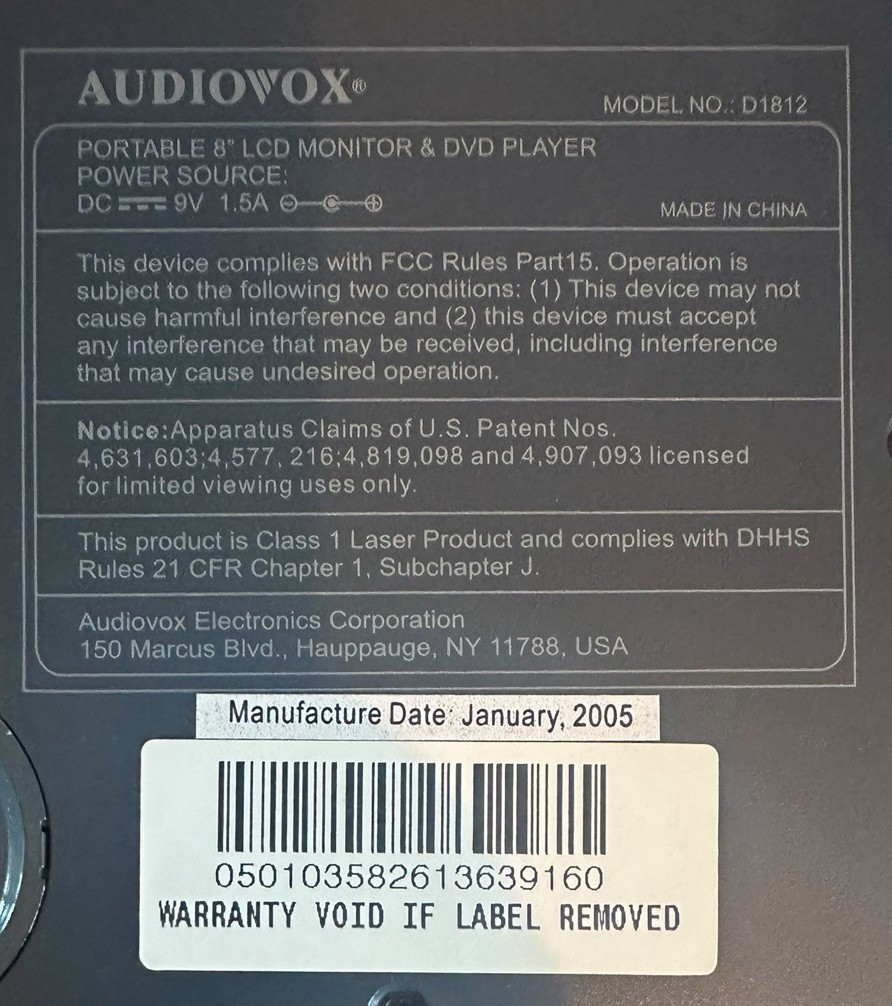 AUDIOVOX®
MODEL NO.: D1812
PORTABLE 8" LCD MONITOR & DVD PLAYER
POWER SOURCE:
DC 9V 1.5A
MADE IN CHINA
This device complies with FCC Rules Part15. Operation is
subject to the following two conditions: (1) This device may not
cause harmful interference and (2) this device must accept
any interference that may be received, including interference
that may cause undesired operation.
Notice:Apparatus Claims of U.S. Patent Nos.
4,631,603;4,577, 216;4,819,098 and 4,907,093 licensed
for limited viewing uses only.
This product is Class 1 Laser Product and complies with DHHS
Rules 21 CFR Chapter 1, Subchapter J.
Audiovox Electronics Corporation
150 Marcus Blvd., Hauppauge, NY 11788, USA
Manufacture Date: January, 2005
050103582613639160
WARRANTY VOID IF LABEL REMOVED